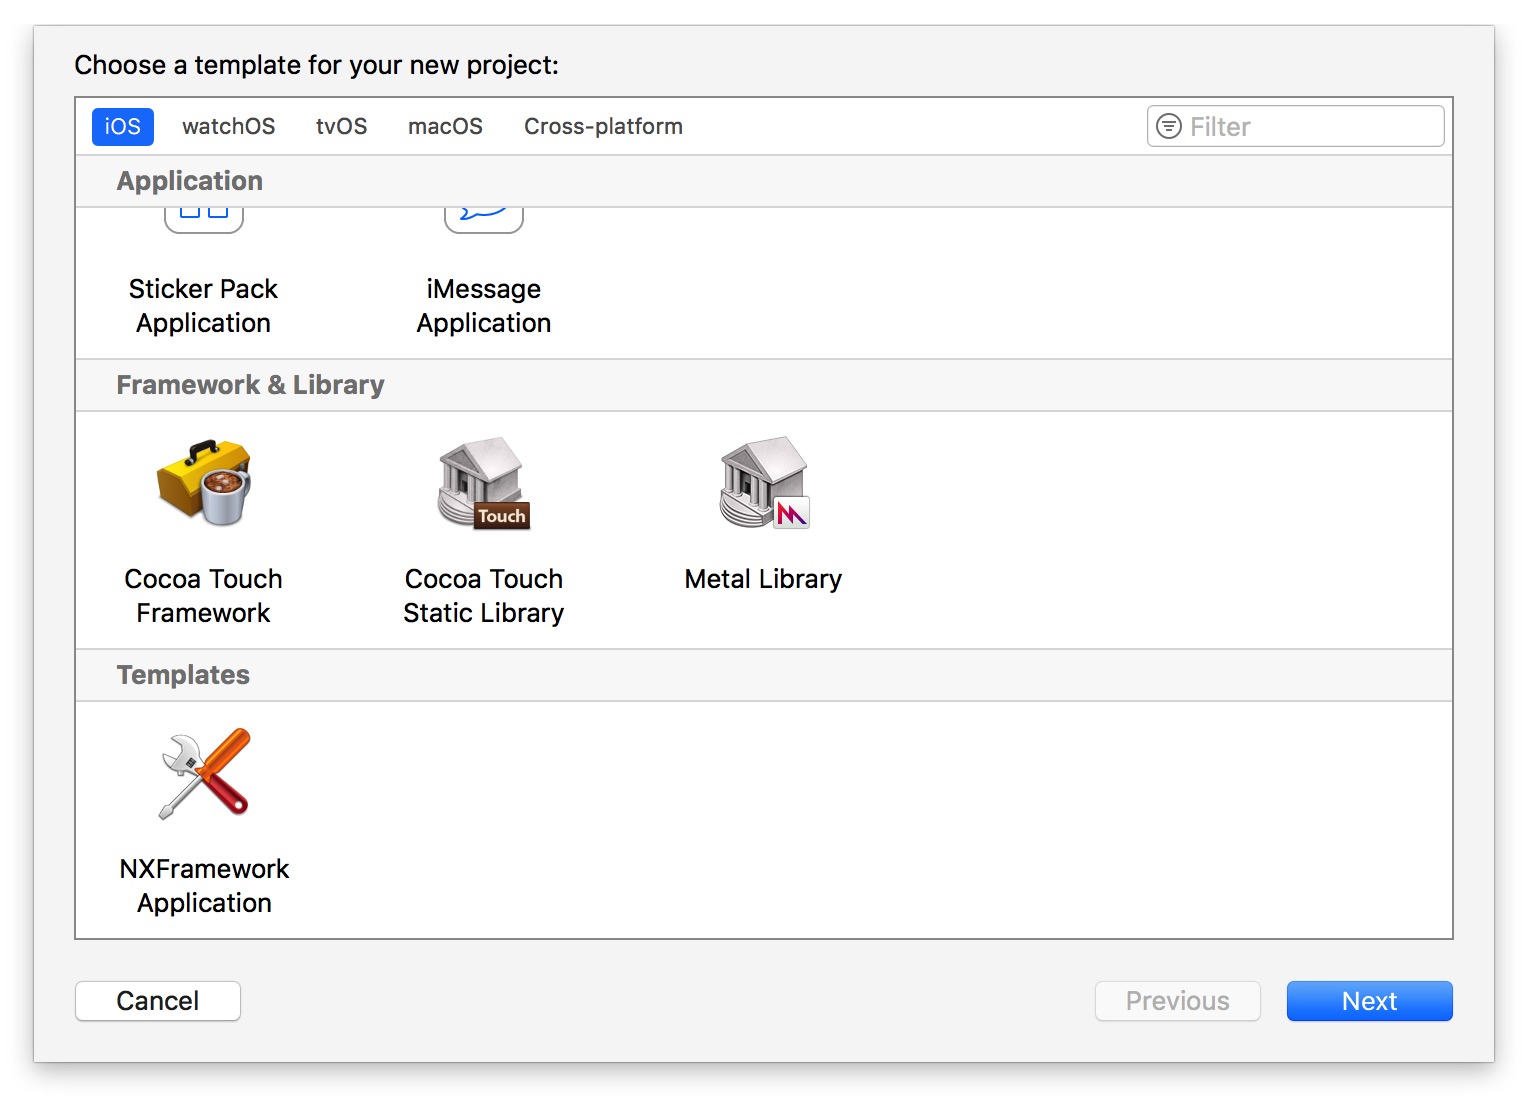 Choose a template for your new project:
iOS watchOS tvOS macOS Cross-platform Filter
Application
Sticker Pack Application
iMessage Application
Framework & Library
Touch
Cocoa Touch Framework
Cocoa Touch Static Library
Metal Library
Templates
NXFramework Application
Cancel Previous Next